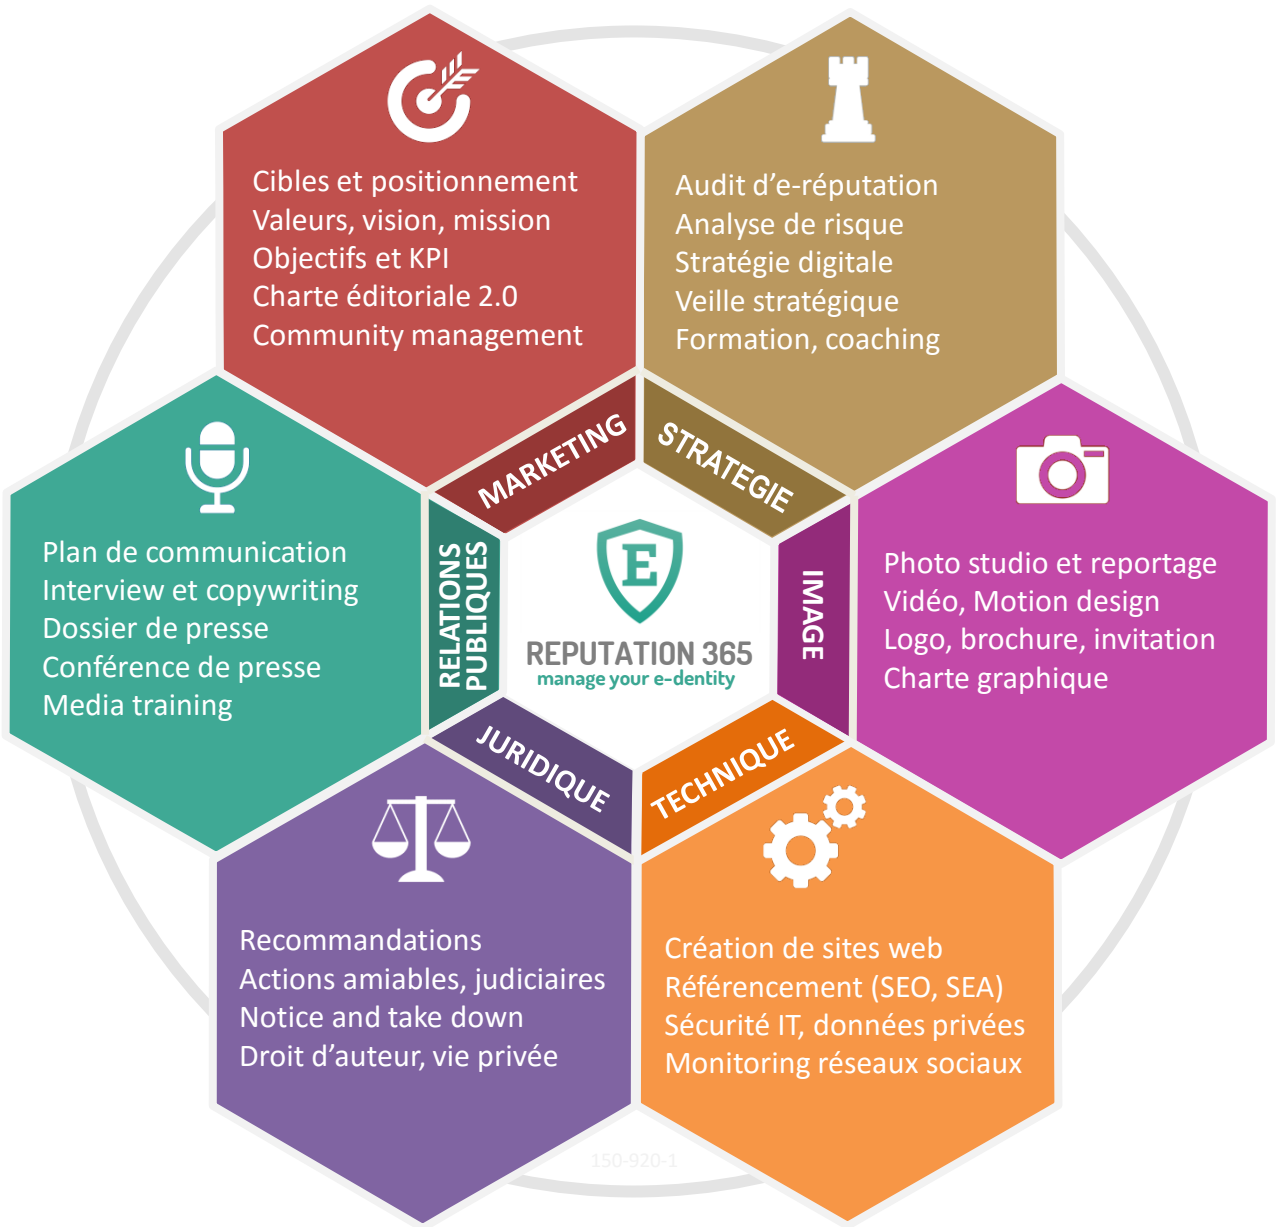 Cibles et positionnement
Valeurs, vision, mission
Objectifs et KPI
Charte éditoriale 2.0
Community management
Audit d’e-réputation
Analyse de risque
Stratégie digitale
Veille stratégique
Formation, coaching
MARKETING
STRATEGIE
Plan de communication
Interview et copywriting
Dossier de presse
Conférence de presse
Media training
RELATIONS
PUBLIQUES
E
REPUTATION 365
manage your e-dentity
IMAGE
Photo studio et reportage
Vidéo, Motion design
Logo, brochure, invitation
Charte graphique
JURIDIQUE
TECHNIQUE
Recommandations
Actions amiables, judiciaires
Notice and take down
Droit d’auteur, vie privée
Création de sites web
Référencement (SEO, SEA)
Sécurité IT, données privées
Monitoring réseaux sociaux
150-920-1